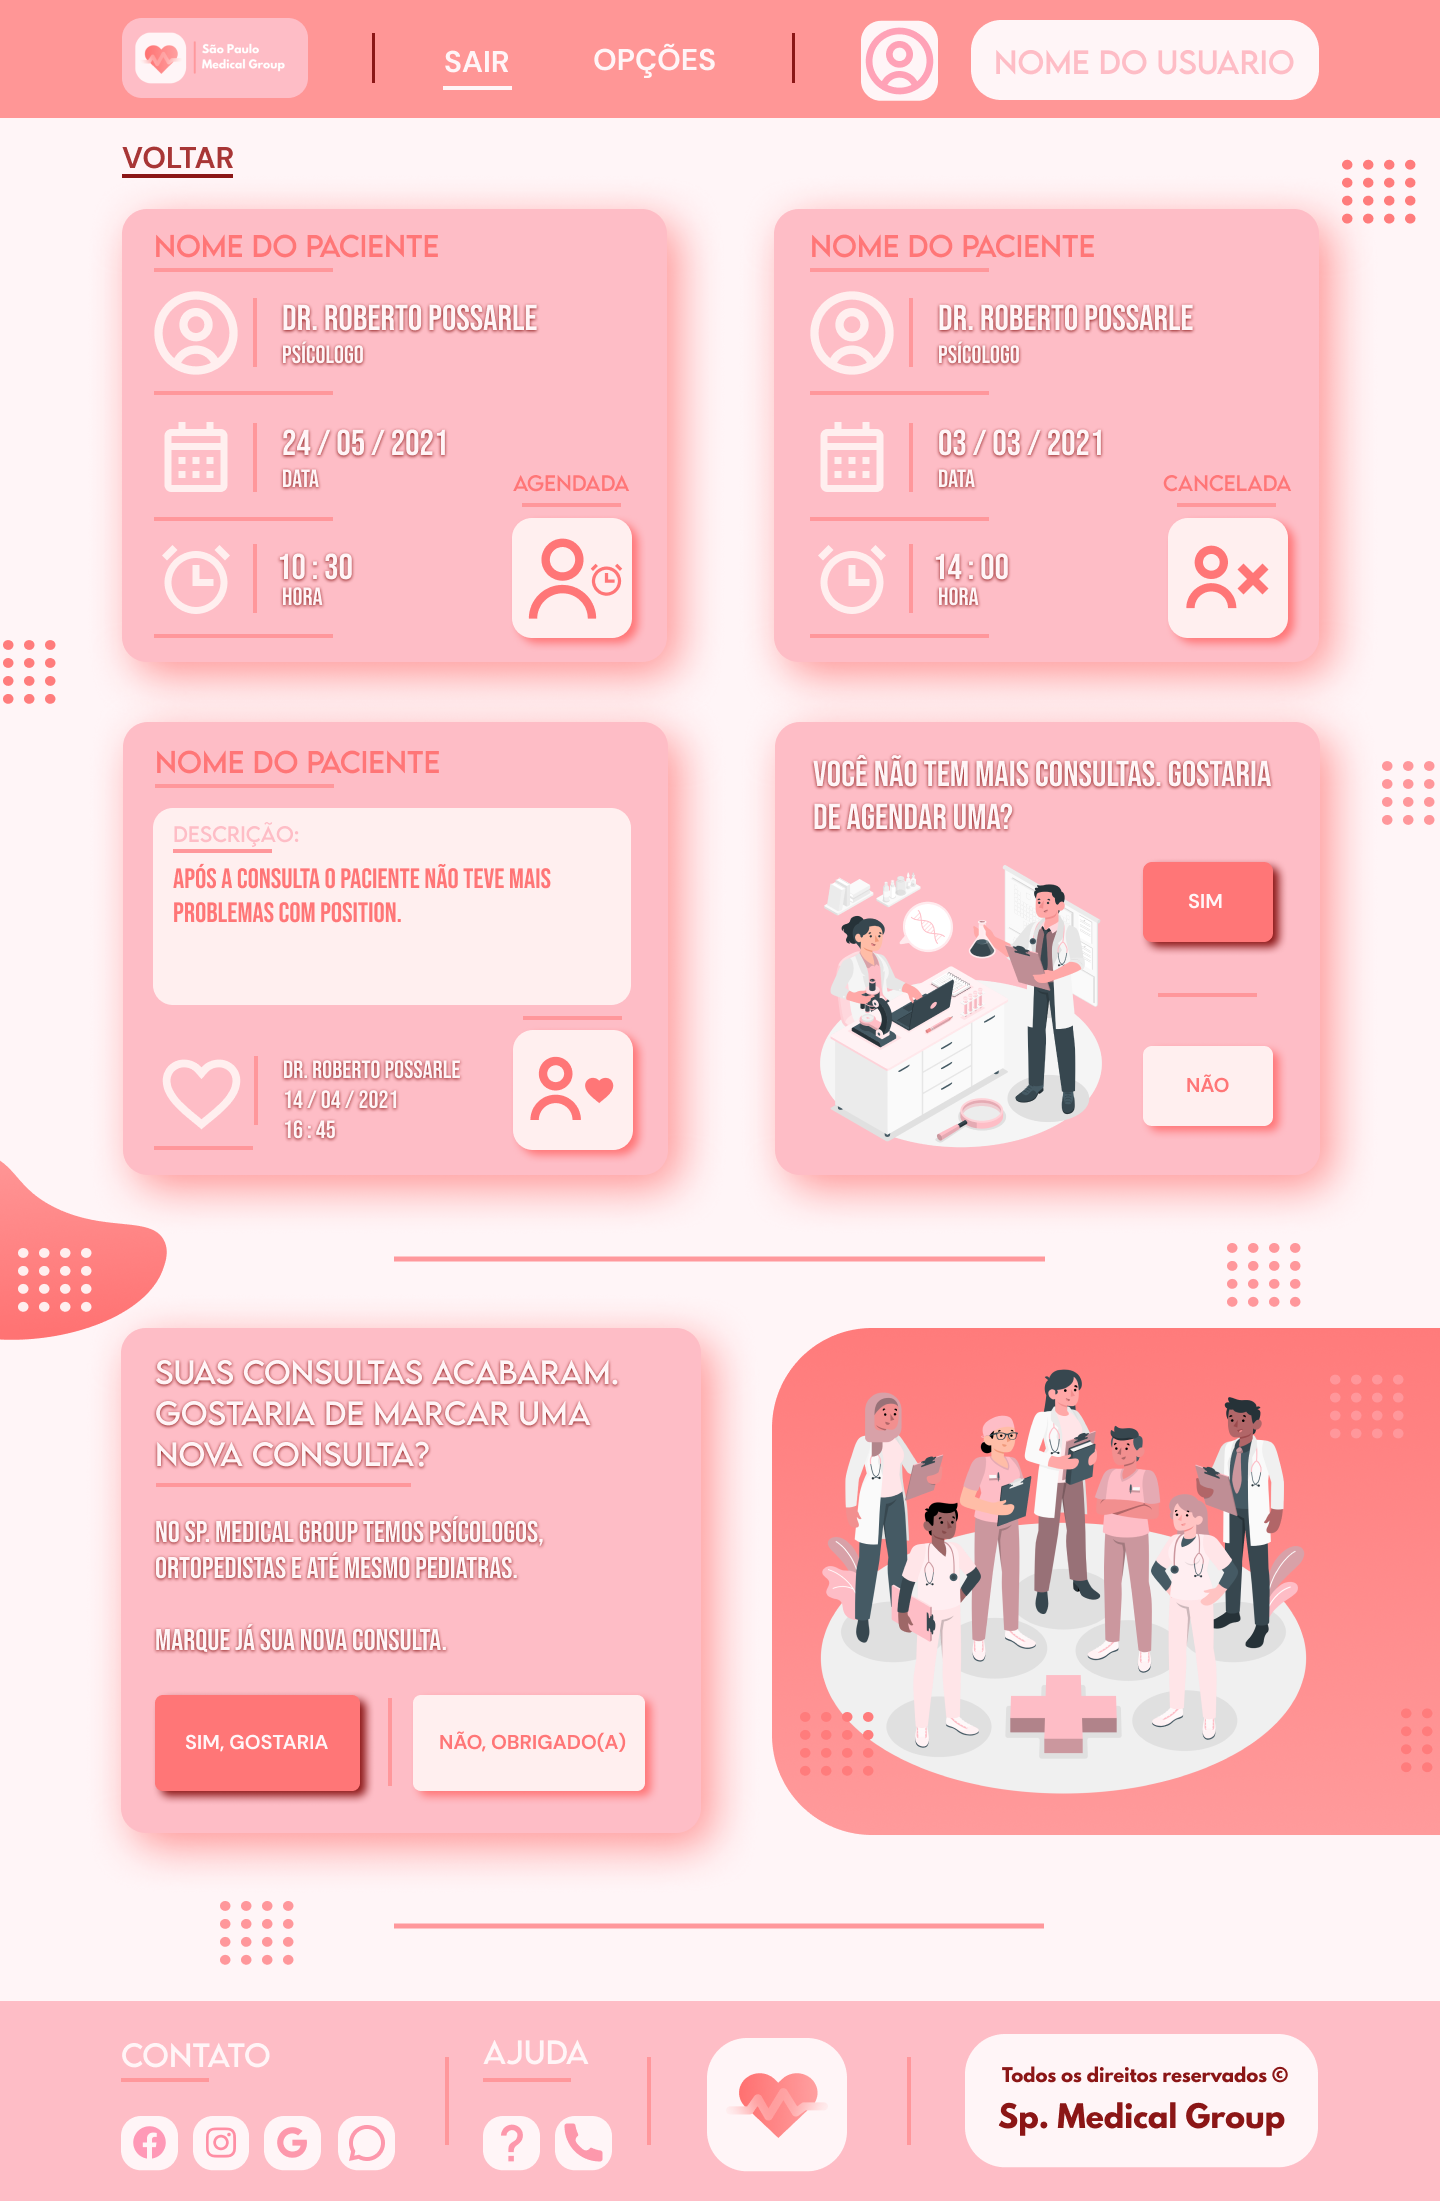 São Paulo
Medical Group
SAIR
OPÇÕES
NOME DO USUARIO
VOLTAR
NOME DO PACIENTE
DR. ROBERTO POSSARLE
PSÍCOLOGO
24 / 05 / 2021
DATA
AGENDADA
10 : 30
HORA
NOME DO PACIENTE
DR. ROBERTO POSSARLE
PSÍCOLOGO
03 / 03 / 2021
DATA
CANCELADA
14 : 00
HORA
NOME DO PACIENTE
DESCRIÇÃO:
APÓS A CONSULTA O PACIENTE NÃO TEVE MAIS
PROBLEMAS COM POSITION.
DR. ROBERTO POSSARLE
14 / 04 / 2021
16 : 45
VOCÊ NÃO TEM MAIS CONSULTAS. GOSTARIA
DE AGENDAR UMA?
SIM
NÃO
SUAS CONSULTAS ACABARAM.
GOSTARIA DE MARCAR UMA
NOVA CONSULTA?
NO SP. MEDICAL GROUP TEMOS PSÍCOLOGOS,
ORTOPEDISTAS E ATÉ MESMO PEDIATRAS.
MARQUE JÁ SUA NOVA CONSULTA.
SIM, GOSTARIA
NÃO, OBRIGADO(A)
CONTATO
AJUDA
Todos os direitos reservados ©
Sp. Medical Group